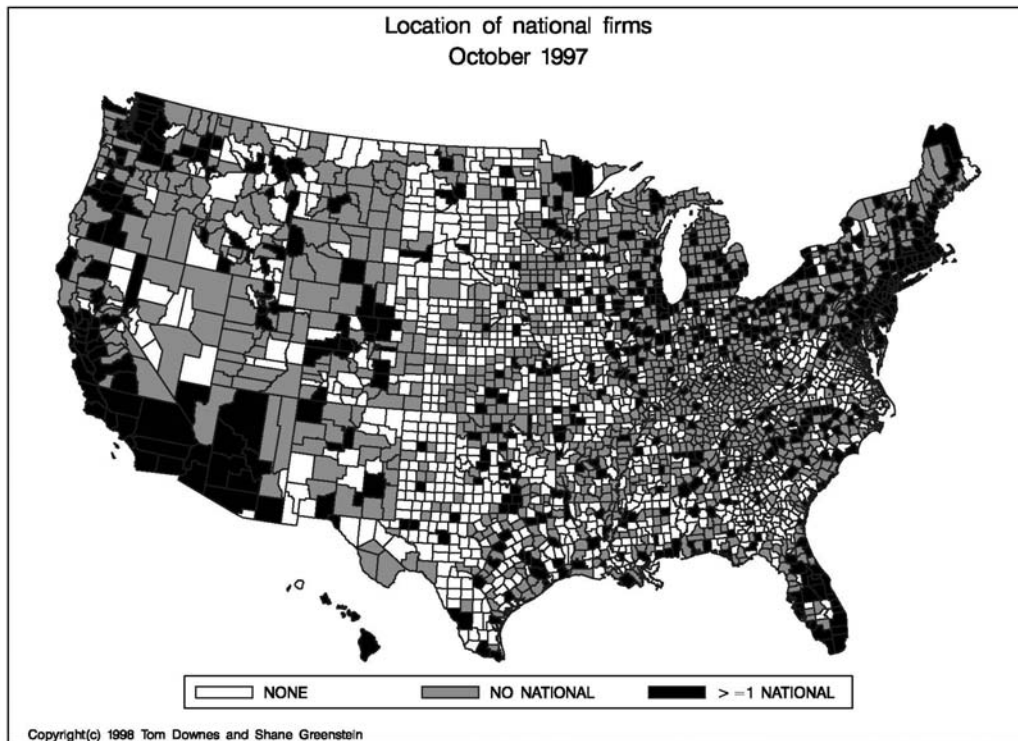 Location of national firms
October 1997
NONE NO NATIONAL > =1 NATIONAL
Copyright(c) 1998 Tom Downes and Shane Greenstein